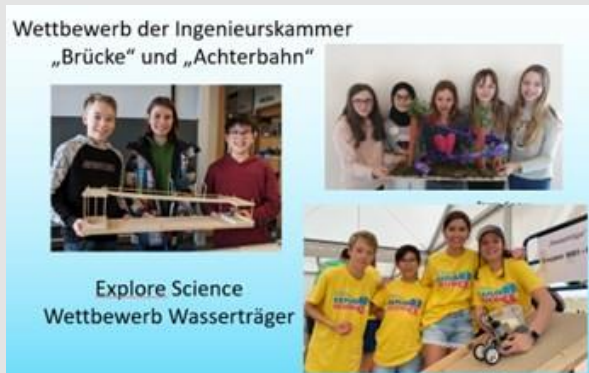 Wettbewerb der Ingenieurskammer
„Brücke“ und „Achterbahn“
Explore Science
Wettbewerb Wasserträger